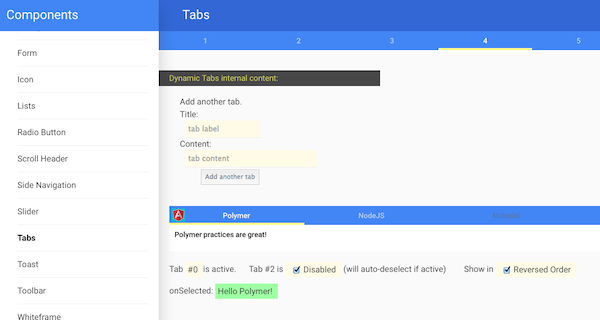 Components
Form
Icon
Lists
Radio Button
Scroll Header
Side Navigation
Slider
Tabs
Toast
Toolbar
Whiteframe
Tabs
1 2 3 4 5
Dynamic Tabs internal content:
Add another tab.
Title:
tab label
Content:
tab content
Add another tab
Polymer NodeJS
Polymer practices are great!
Tab #0 is active. Tab #2 is Disabled (will auto-deselect if active) Show in Reversed Order
onSelected: Hello Polymer!